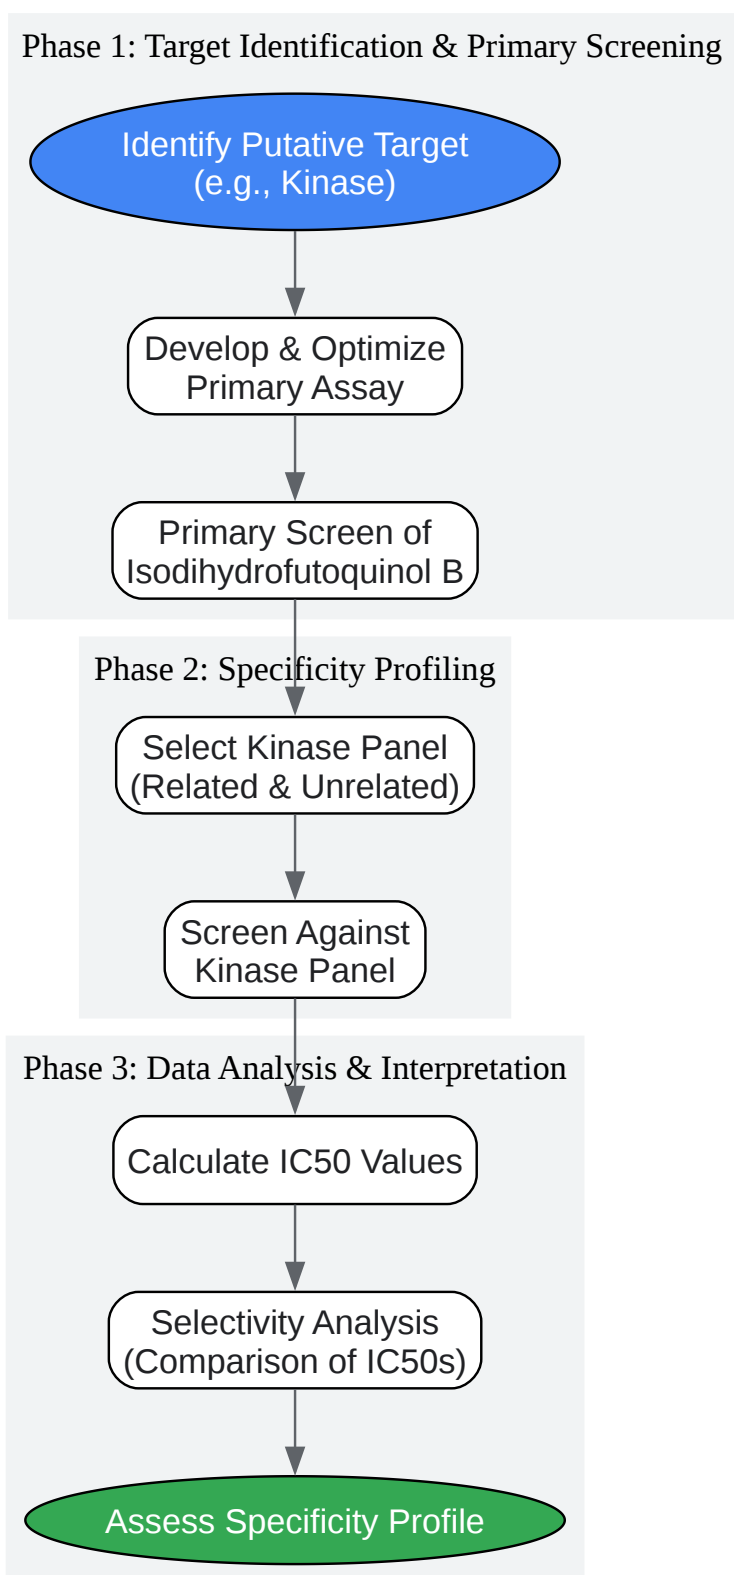 Phase 1: Target Identification & Primary Screening
Identify Putative Target
(e.g., Kinase)
Develop & Optimize
Primary Assay
Primary Screen of
Isodihydrofutoquinol B
Phase 2: Specificity Profiling
Select Kinase Panel
(Related & Unrelated)
Screen Against
Kinase Panel
Phase 3: Data Analysis & Interpretation
Calculate IC50 Values
Selectivity Analysis
(Comparison of IC50s)
Assess Specificity Profile